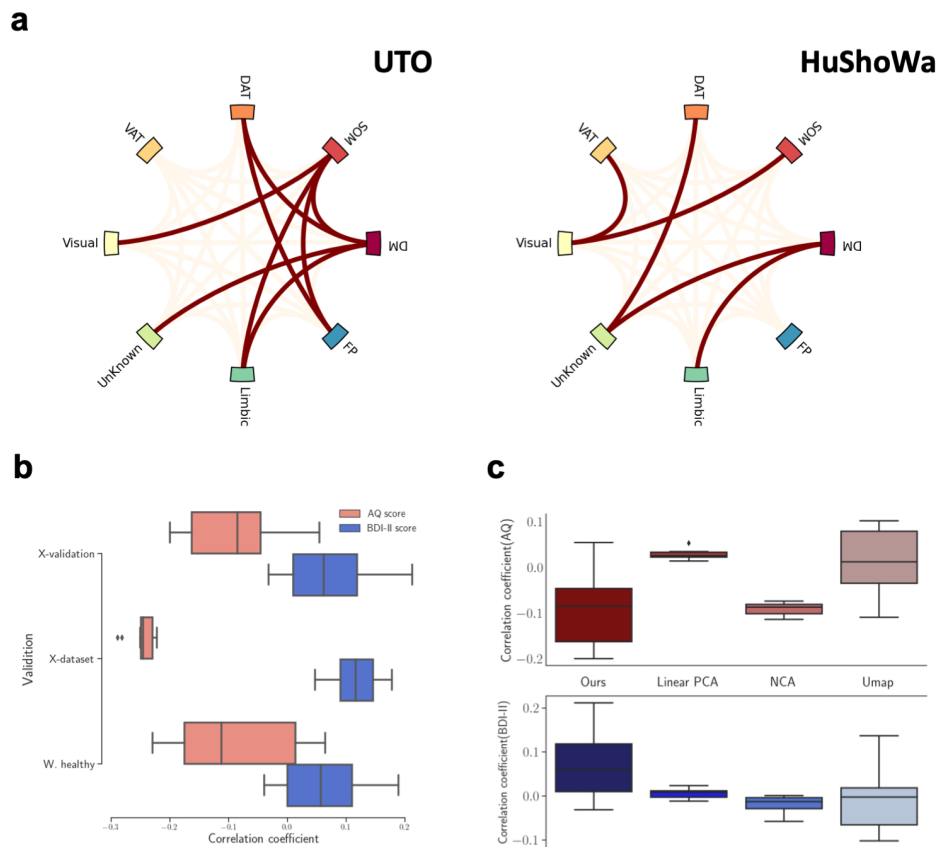 a
UTO
HuShoWa
DAT
SOM
DM
FP
Limbic
UnKnown
Visual
VAT
DAT
SOM
DM
FP
Limbic
UnKnown
Visual
VAT
b
AQ score
BDI-II score
X-validation
X-dataset
W. healthy
Validition
−0.3 −0.2 −0.1 0.0 0.1 0.2
Correlation coefficient
c
Correlation coefficient(AQ)
0.1
0.0
−0.1
−0.2
Ours Linear PCA NCA Umap
Correlation coefficient(BDI-II)
0.2
0.1
0.0
−0.1